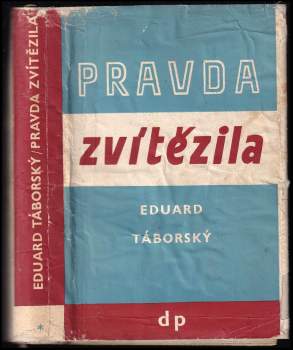 EDUARD TÁBORSKÝ/PRAVDA ZVÍTĚZILA
*
PRAVDA
zvítězila
EDUARD
TÁBORSKÝ
dp